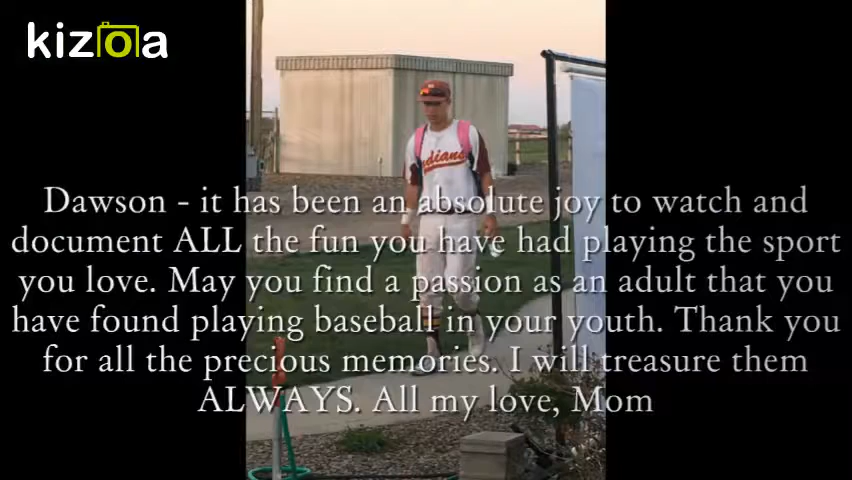 kizoa
Indians
Dawson - it has been an absolute joy to watch and
document ALL the fun you have had playing the sport
you love. May you find a passion as an adult that you
have found playing baseball in your youth. Thank you
for all the precious memories. I will treasure them
ALWAYS. All my love, Mom